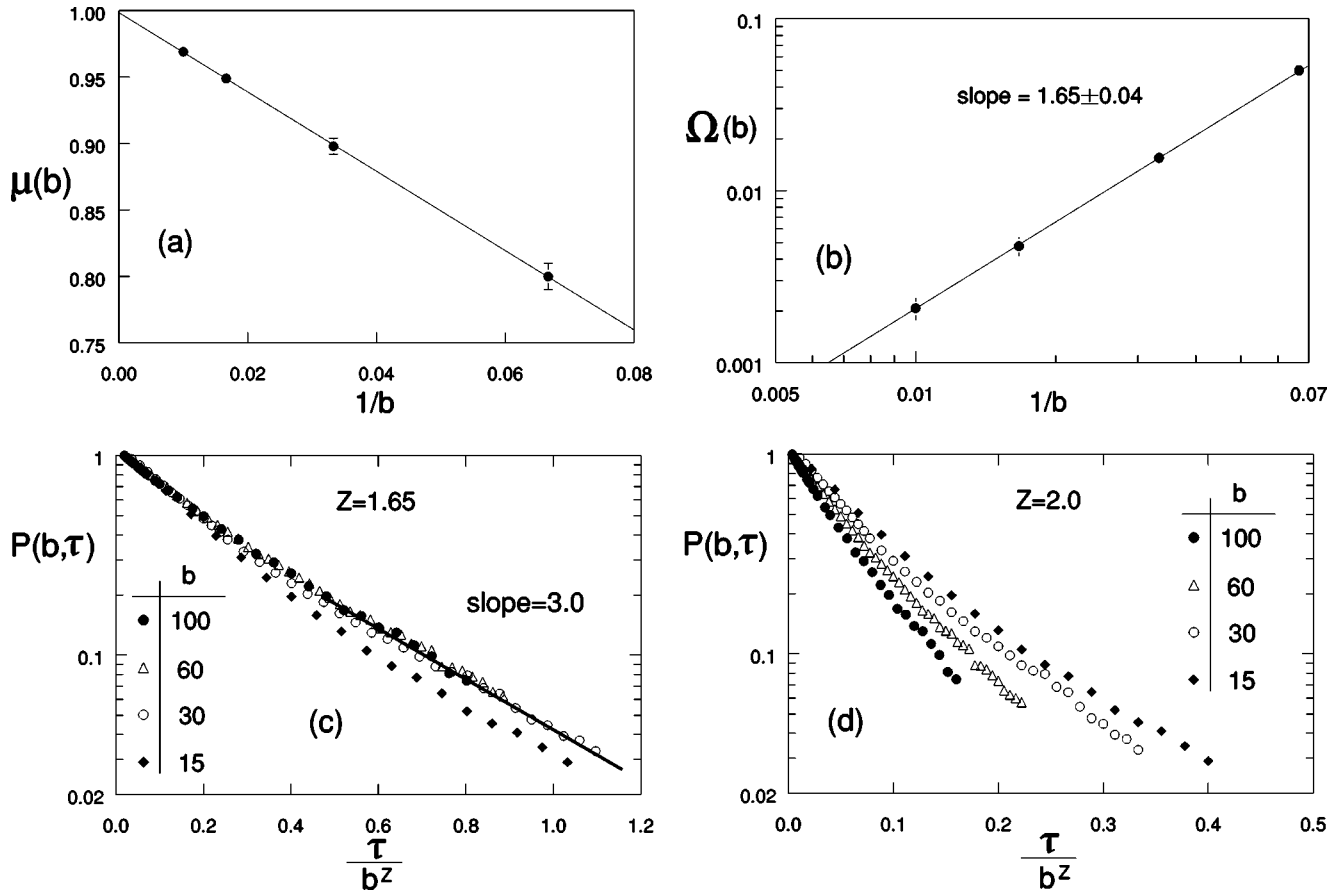 1.00
0.95
0.90
0.85
0.80
0.75
μ(b)
(a)
0.00 0.02 0.04 0.06 0.08
1/b
0.1
0.01
0.001
Ω(b)
slope = 1.65±0.04
(b)
0.005 0.01 0.07
1/b
1
0.1
0.02
P(b,τ)
Z=1.65
slope=3.0
b
100
60
30
15
(c)
0.0 0.2 0.4 0.6 0.8 1.0 1.2
τ
b^z
1
0.1
0.02
P(b,τ)
Z=2.0
b
100
60
30
15
(d)
0.0 0.1 0.2 0.3 0.4 0.5
τ
b^z